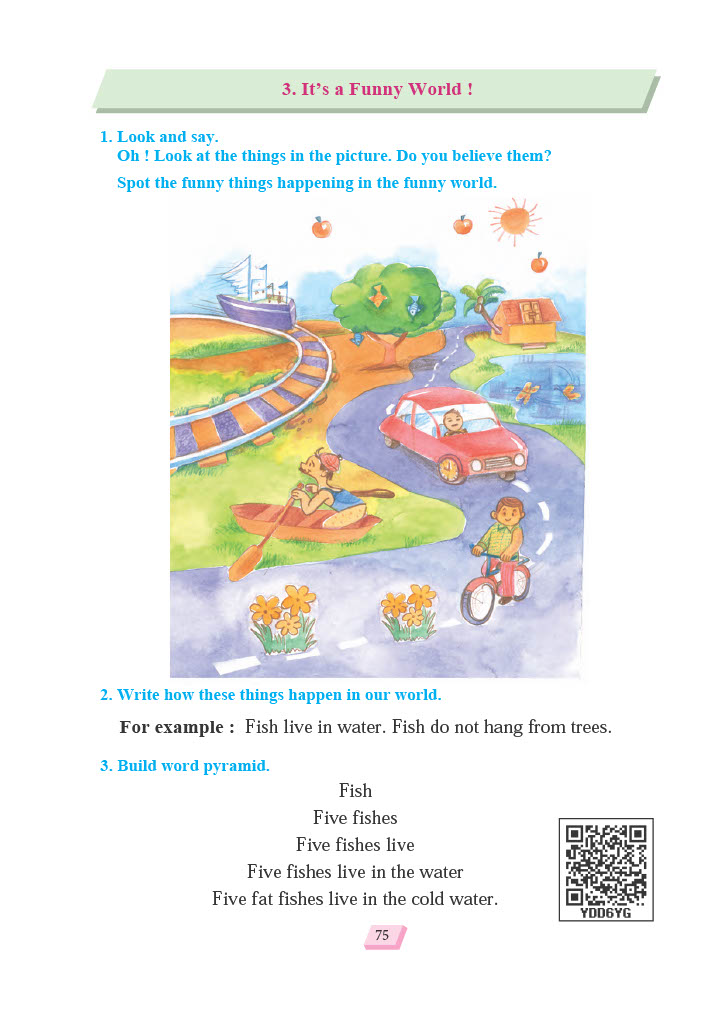 3. It’s a Funny World !
1. Look and say.
Oh ! Look at the things in the picture. Do you believe them?
Spot the funny things happening in the funny world.
2. Write how these things happen in our world.
For example : Fish live in water. Fish do not hang from trees.
3. Build word pyramid.
Fish
Five fishes
Five fishes live
Five fishes live in the water
Five fat fishes live in the cold water.
YDD6YG
75